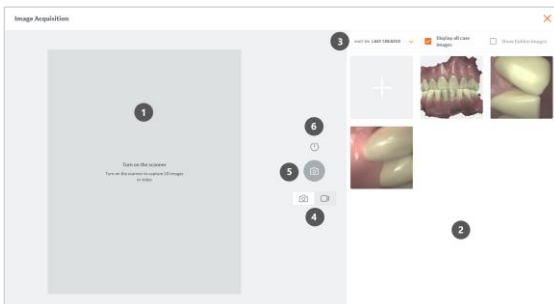 Image Acquisition
3
SORT BY: LAST CREATED
Display all case
images
Show hidden images
1
6
Turn on the scanner
Turn on the scanner to capture 2D images
or video
5
4
2